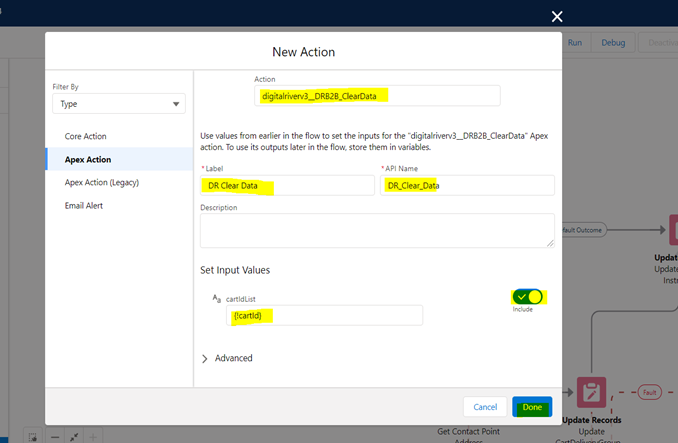 Run
Debug
New Action
Filter By
Type
Core Action
Apex Action
Apex Action (Legacy)
Email Alert
Action
digitalriverv3__DRB2B_ClearData
Use values from earlier in the flow to set the inputs for the "digitalriverv3__DRB2B_ClearData" Apex
action. To use its outputs later in the flow, store them in variables.
* Label
DR Clear Data
* API Name
DR_Clear_Data
Description
Set Input Values
Aa
cartIdList
{!cartId}
Include
Advanced
Cancel
Done
Outcome
Update
Update
Instr
Fault
Update Records
Update
CartDeliveryGroup
Get Contact Point
Address